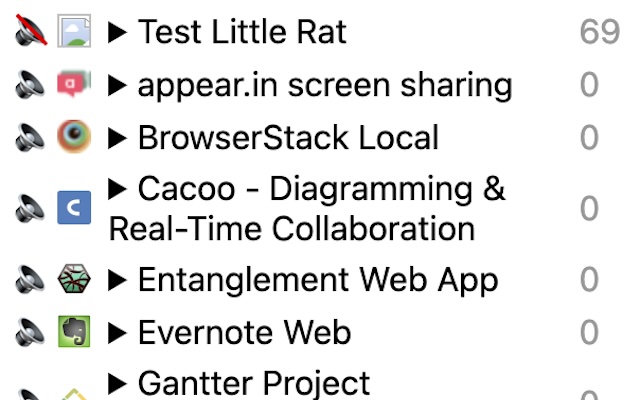 ▶ Test Little Rat 69
▶ appear.in screen sharing 0
▶ BrowserStack Local 0
▶ Cacoo - Diagramming &
Real-Time Collaboration 0
▶ Entanglement Web App 0
▶ Evernote Web 0
▶ Gantter Project